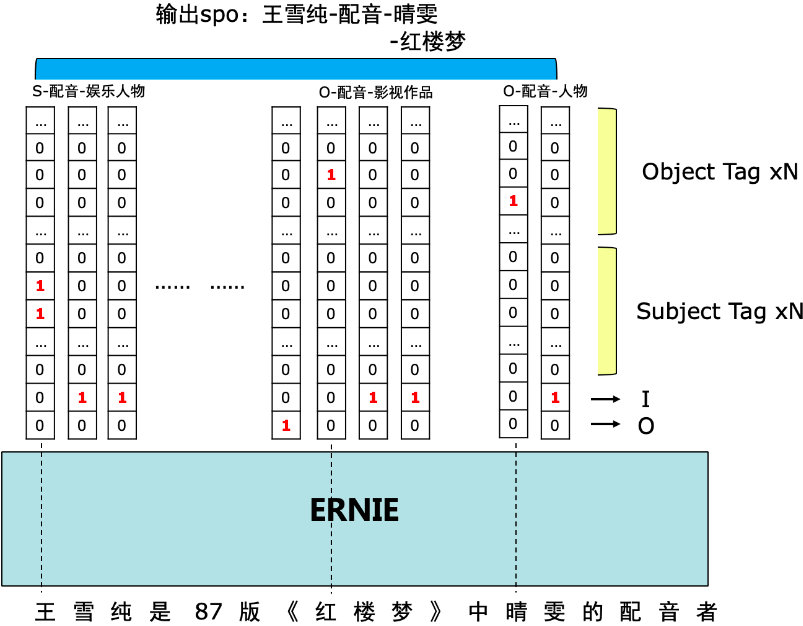 输出spo：王雪纯-配音-晴雯
-红楼梦
S-配音-娱乐人物 O-配音-影视作品 O-配音-人物
... ... ... ... ... ... ... ... ...
0 0 0 0 0 0 0 0 0
0 0 0 0 1 0 0 0 0
0 0 0 0 0 0 0 1 0
... ... ... ... ... ... ... ... ...
0 0 0 0 0 0 0 0 0
1 0 0 ...... ...... 0 0 0 0 0 0
1 0 0 0 0 0 0 0 0
... ... ... ... ... ... ... ... ...
0 0 0 0 0 0 0 0 0
0 1 1 0 0 1 1 0 1 I
0 0 0 1 0 0 0 0 0 O
Object Tag xN
Subject Tag xN
ERNIE
王雪纯是87版《红楼梦》中晴雯的配音者